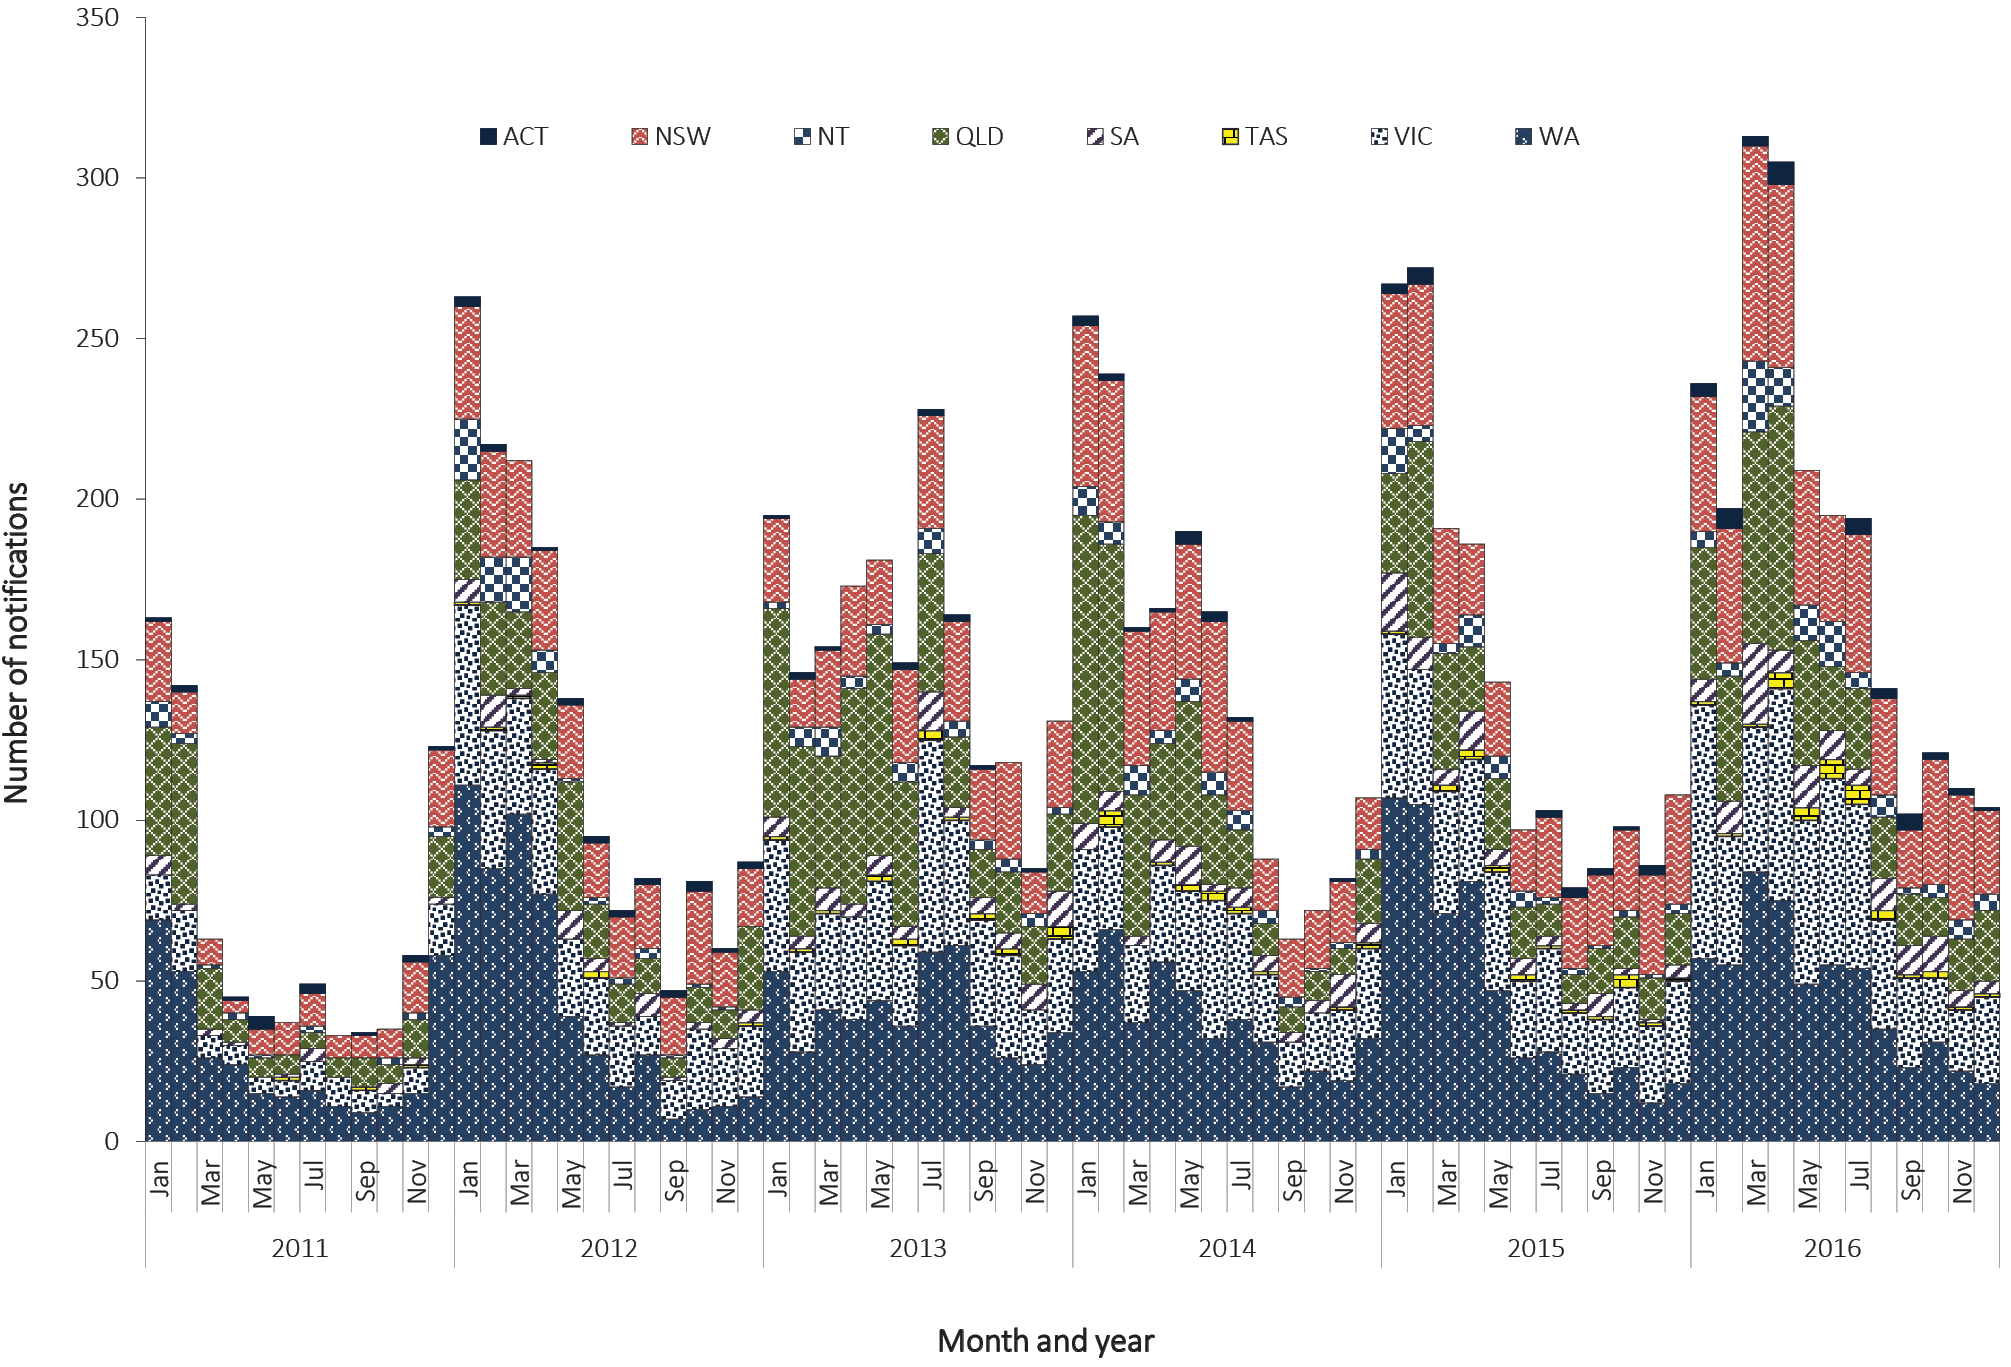 350
300
250
200
150
100
50
0
Number of notifications
ACT NSW NT QLD SA TAS VIC WA
Jan Mar May Jul Sep Nov Jan Mar May Jul Sep Nov Jan Mar May Jul Sep Nov Jan Mar May Jul Sep Nov Jan Mar May Jul Sep Nov Jan Mar May Jul Sep Nov
2011 2012 2013 2014 2015 2016
Month and year